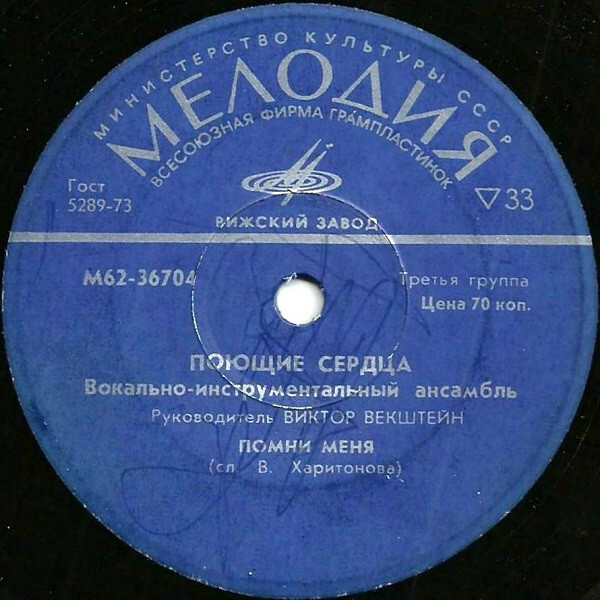 МИНИСТЕРСТВО КУЛЬТУРЫ СССР
МЕЛОДИЯ
ВСЕСОЮЗНАЯ ФИРМА ГРАМПЛАСТИНОК
Гост
5289-73
▽33
РИЖСКИЙ ЗАВОД
М62-36704
Третья группа
Цена 70 коп.
ПОЮЩИЕ СЕРДЦА
Вокально-инструментальный ансамбль
Руководитель ВИКТОР ВЕКШТЕЙН
ПОМНИ МЕНЯ
(сл. В. Харитонова)